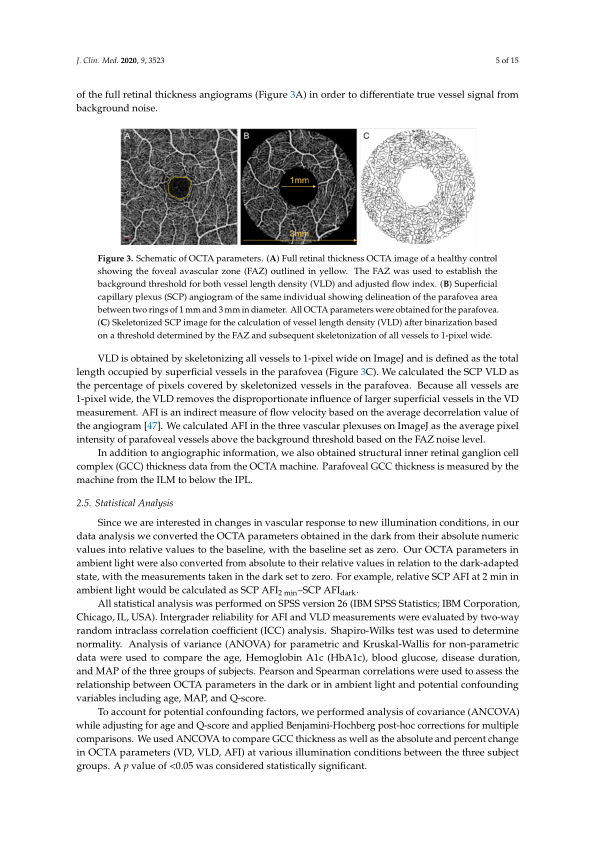 J. Clin. Med. 2020, 9, 3523
5 of 15
of the full retinal thickness angiograms (Figure 3A) in order to differentiate true vessel signal from
background noise.
A
B
C
1mm
3mm
Figure 3. Schematic of OCTA parameters. (A) Full retinal thickness OCTA image of a healthy control
showing the foveal avascular zone (FAZ) outlined in yellow. The FAZ was used to establish the
background threshold for both vessel length density (VLD) and adjusted flow index. (B) Superficial
capillary plexus (SCP) angiogram of the same individual showing delineation of the parafovea area
between two rings of 1 mm and 3 mm in diameter. All OCTA parameters were obtained for the parafovea.
(C) Skeletonized SCP image for the calculation of vessel length density (VLD) after binarization based
on a threshold determined by the FAZ and subsequent skeletonization of all vessels to 1-pixel wide.
VLD is obtained by skeletonizing all vessels to 1-pixel wide on ImageJ and is defined as the total
length occupied by superficial vessels in the parafovea (Figure 3C). We calculated the SCP VLD as
the percentage of pixels covered by skeletonized vessels in the parafovea. Because all vessels are
1-pixel wide, the VLD removes the disproportionate influence of larger superficial vessels in the VD
measurement. AFI is an indirect measure of flow velocity based on the average decorrelation value of
the angiogram [47]. We calculated AFI in the three vascular plexuses on ImageJ as the average pixel
intensity of parafoveal vessels above the background threshold based on the FAZ noise level.
In addition to angiographic information, we also obtained structural inner retinal ganglion cell
complex (GCC) thickness data from the OCTA machine. Parafoveal GCC thickness is measured by the
machine from the ILM to below the IPL.
2.5. Statistical Analysis
Since we are interested in changes in vascular response to new illumination conditions, in our
data analysis we converted the OCTA parameters obtained in the dark from their absolute numeric
values into relative values to the baseline, with the baseline set as zero. Our OCTA parameters in
ambient light were also converted from absolute to their relative values in relation to the dark-adapted
state, with the measurements taken in the dark set to zero. For example, relative SCP AFI at 2 min in
ambient light would be calculated as SCP AFI2 min–SCP AFIdark.
All statistical analysis was performed on SPSS version 26 (IBM SPSS Statistics; IBM Corporation,
Chicago, IL, USA). Intergrader reliability for AFI and VLD measurements were evaluated by two-way
random intraclass correlation coefficient (ICC) analysis. Shapiro-Wilks test was used to determine
normality. Analysis of variance (ANOVA) for parametric and Kruskal-Wallis for non-parametric
data were used to compare the age, Hemoglobin A1c (HbA1c), blood glucose, disease duration,
and MAP of the three groups of subjects. Pearson and Spearman correlations were used to assess the
relationship between OCTA parameters in the dark or in ambient light and potential confounding
variables including age, MAP, and Q-score.
To account for potential confounding factors, we performed analysis of covariance (ANCOVA)
while adjusting for age and Q-score and applied Benjamini-Hochberg post-hoc corrections for multiple
comparisons. We used ANCOVA to compare GCC thickness as well as the absolute and percent change
in OCTA parameters (VD, VLD, AFI) at various illumination conditions between the three subject
groups. A p value of <0.05 was considered statistically significant.